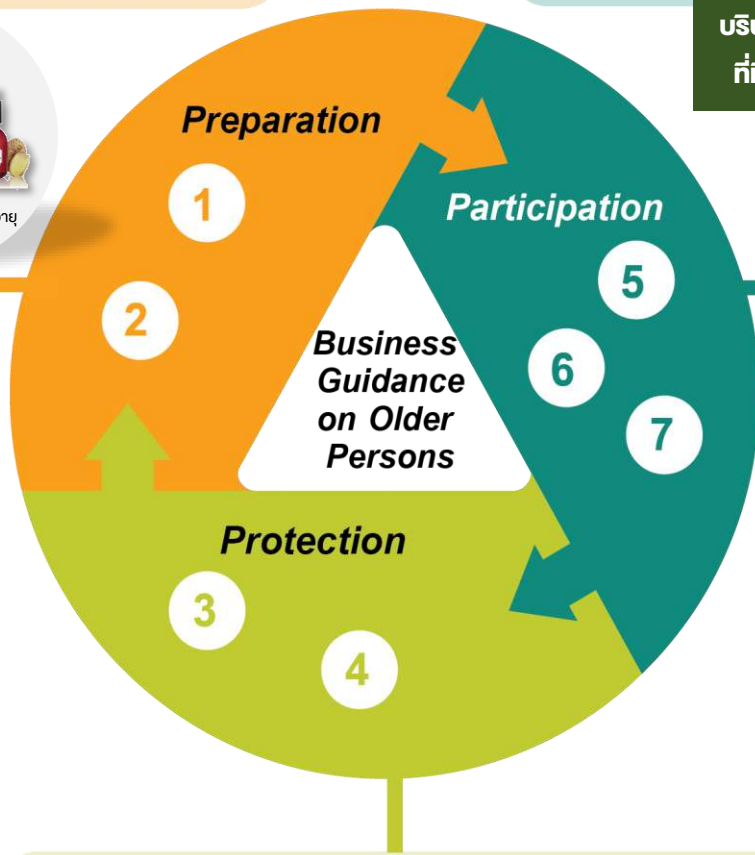 Preparation
1
2
Participation
5
6
7
Business
Guidance
on Older
Persons
Protection
3
4